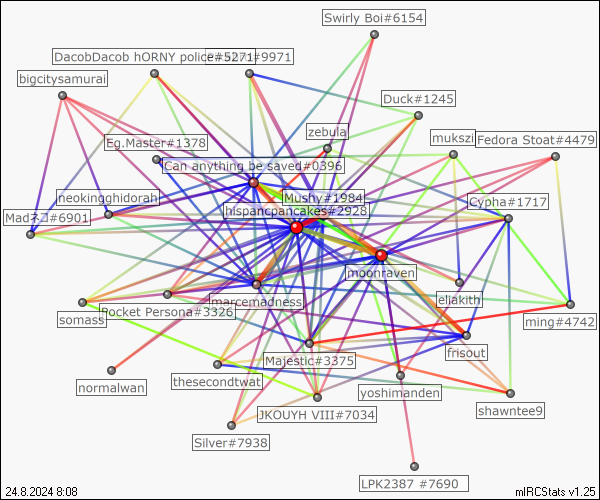 Swirly Boi#6154
DacobDacob hORNY police#5271
#9971
bigcitysamurai
Duck#1245
zebula
Eg.Master#1378
mukszi
Fedora Stoat#4479
Can anything be saved#0396
neokingghidorah
Mushy#1984
Cypha#1717
hispancpancakes#2928
Madネコ#6901
moonraven
eljakith
marcemadness
Pocket Persona#3326
somass
ming#4742
frisout
Majestic#3375
normalwan
thesecondtwat
yoshimanden
JKOUYH VIII#7034
shawntee9
Silver#7938
LPK2387 #7690
24.8.2024 8:08
mIRCStats v1.25